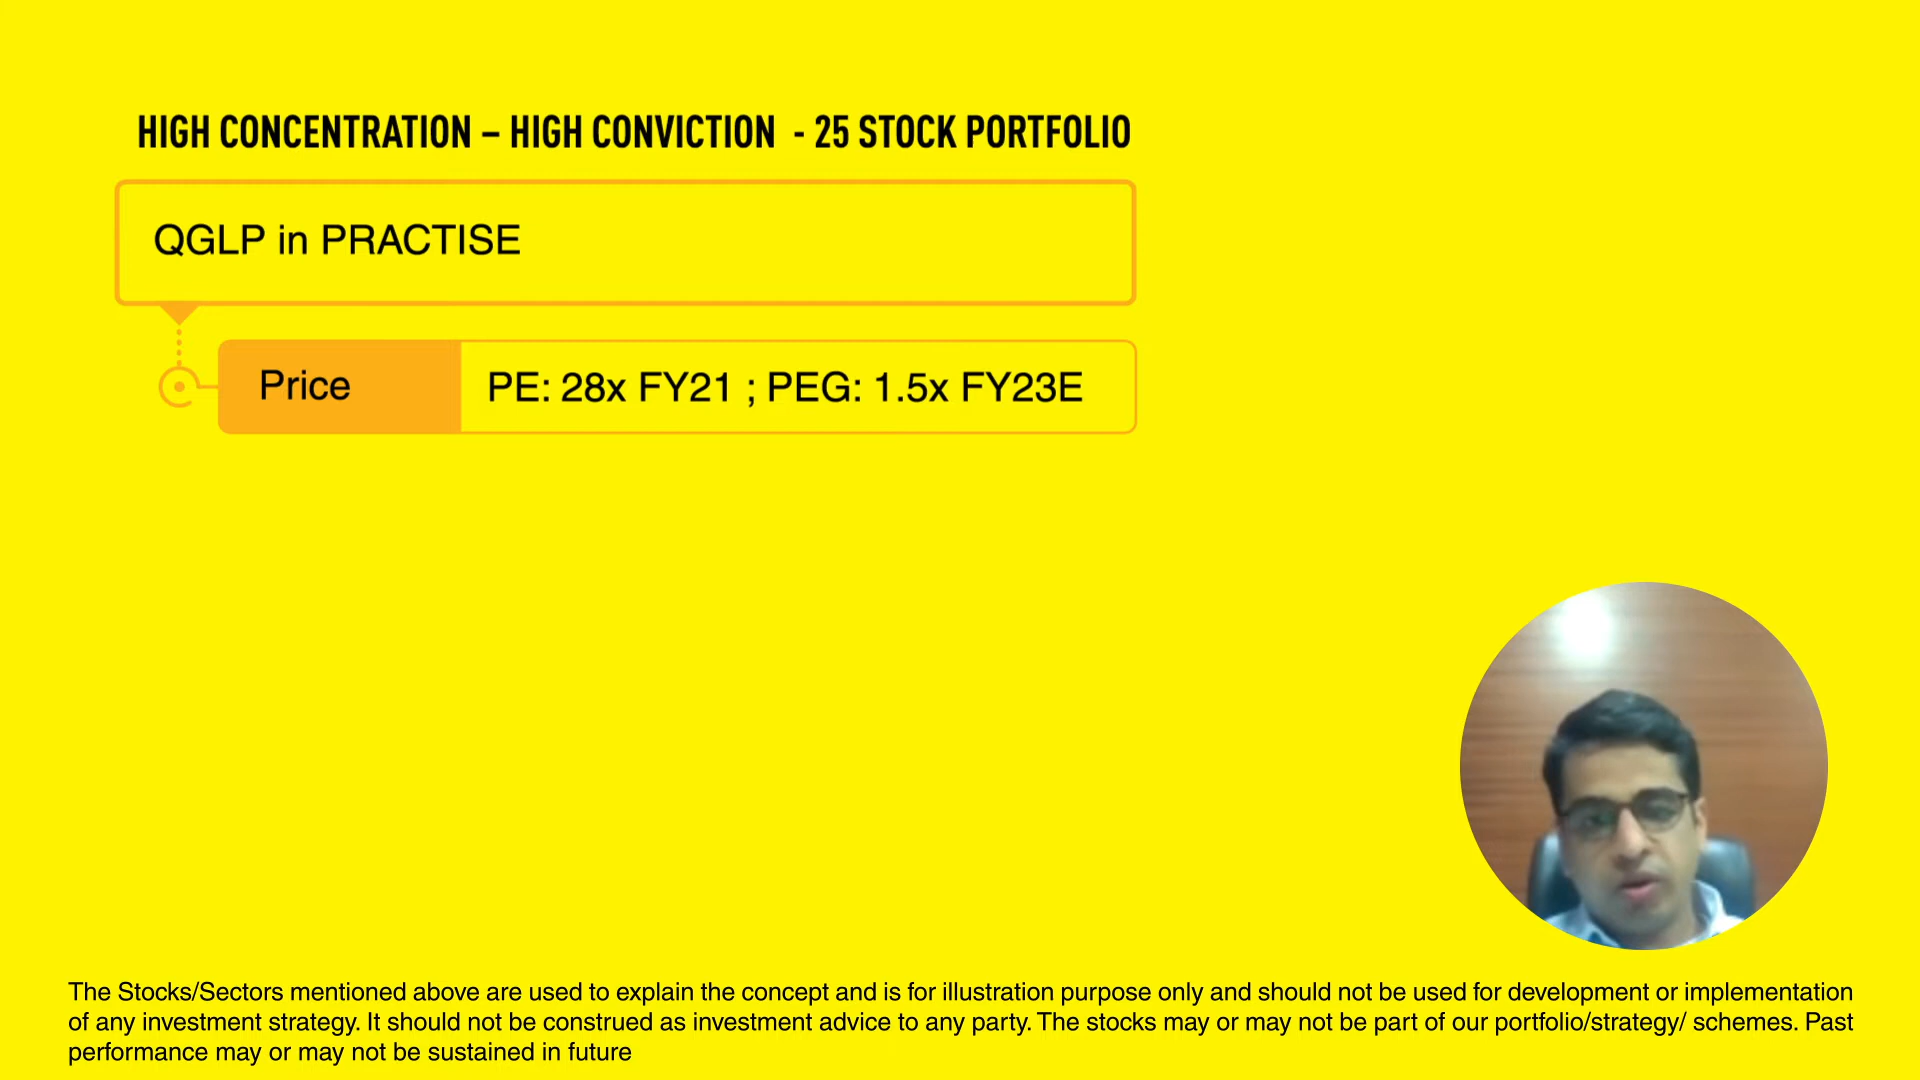 HIGH CONCENTRATION – HIGH CONVICTION - 25 STOCK PORTFOLIO
QGLP in PRACTISE
Price PE: 28x FY21 ; PEG: 1.5x FY23E
The Stocks/Sectors mentioned above are used to explain the concept and is for illustration purpose only and should not be used for development or implementation
of any investment strategy. It should not be construed as investment advice to any party. The stocks may or may not be part of our portfolio/strategy/ schemes. Past
performance may or may not be sustained in future